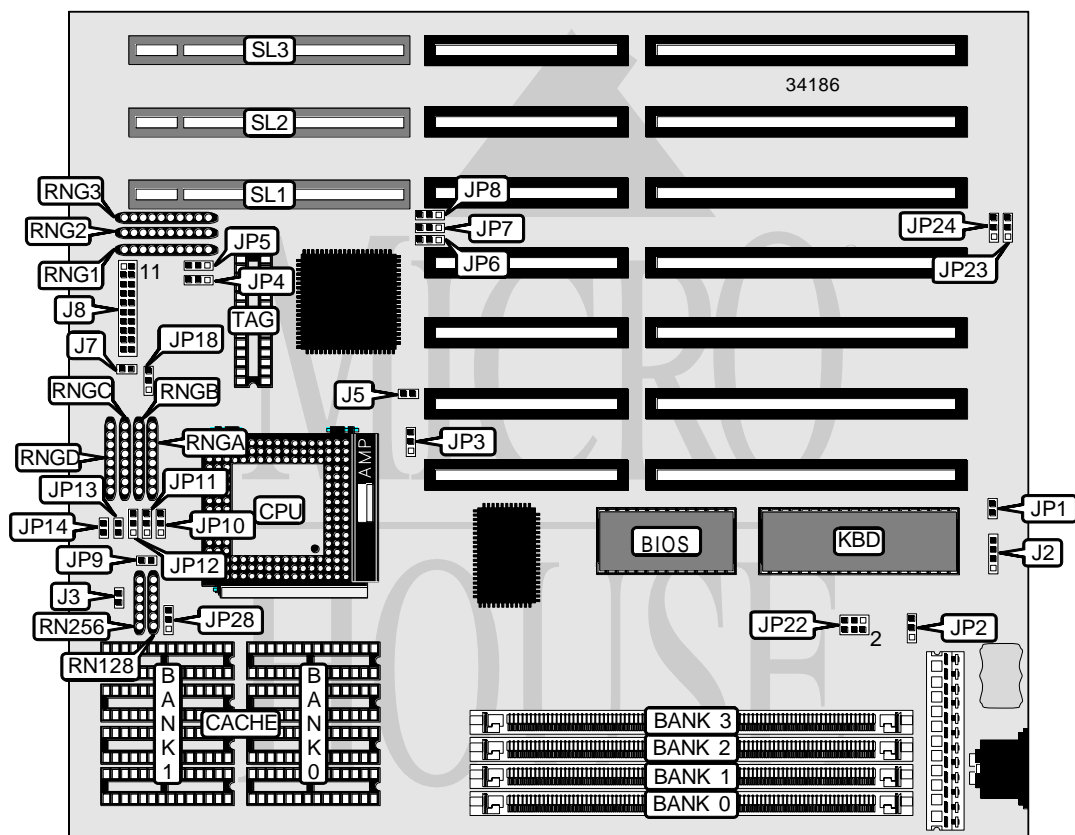 SL3
34186
SL2
SL1
RNG3
RNG2
RNG1
JP5
JP4
11
J8
TAG
JP8
JP7
JP6
JP24
JP23
J7
JP18
RNGC
RNGB
J5
RNGD
RNGA
JP3
AMP
JP13
JP11
JP14
JP10
CPU
JP12
JP9
BIOS
KBD
JP1
J2
J3
RN256
JP28
RN128
JP22
2
JP2
BANK 1
BANK 0
CACHE
BANK 3
BANK 2
BANK 1
BANK 0
MICRO
HOUSE